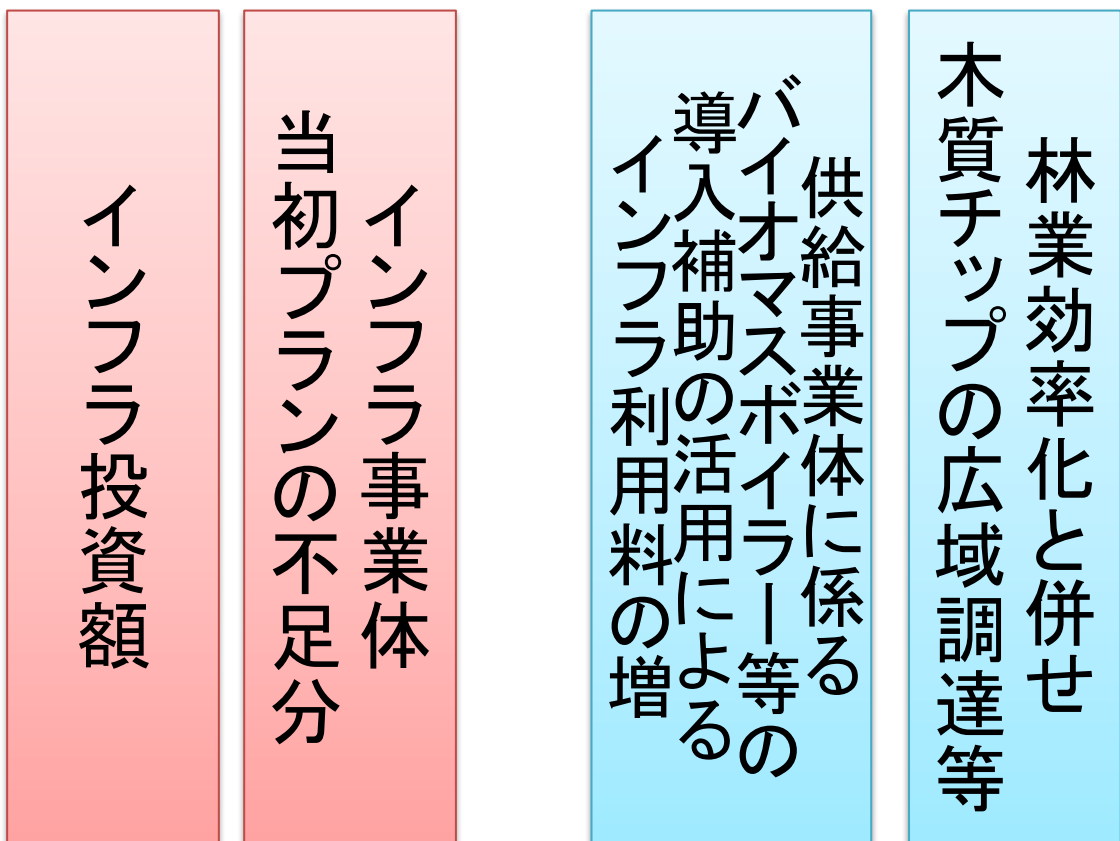 林業効率化と併せ
木質チップの広域調達等
供給事業体に係る
バイオマスボイラー等の
導入補助の活用による
インフラ利用料の増
インフラ事業体
当初プランの不足分
インフラ投資額